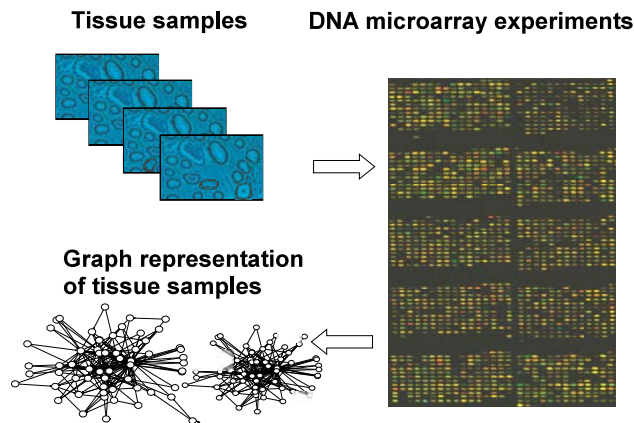 Tissue samples
DNA microarray experiments
Graph representation
of tissue samples